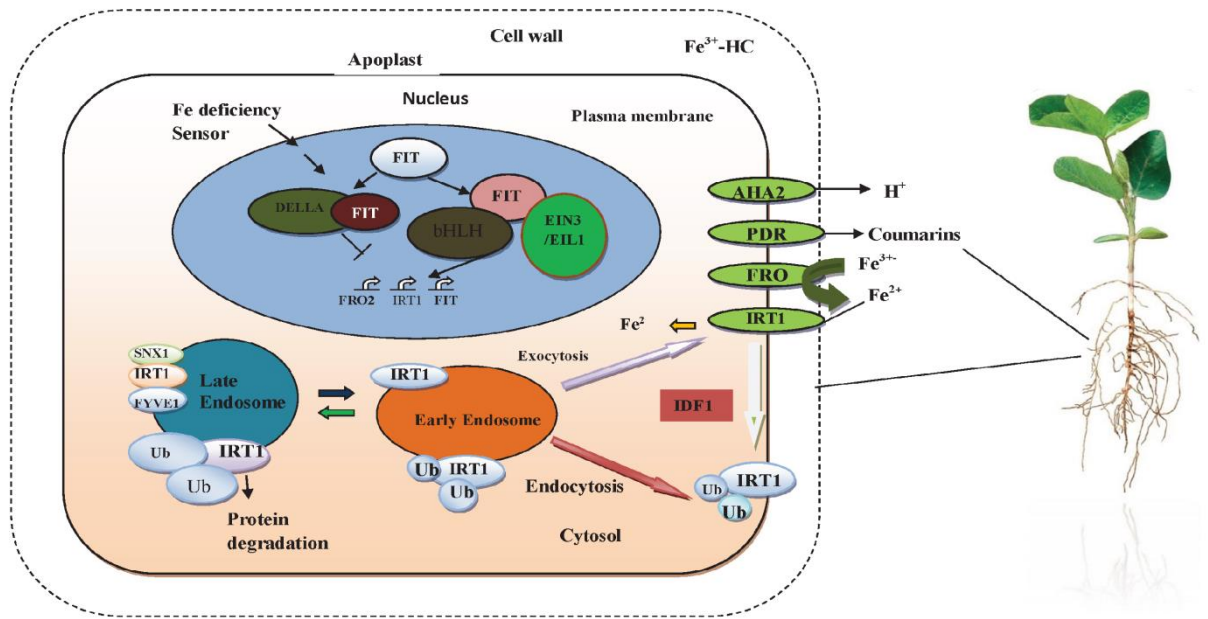 Cell wall
Fe³⁺-HC
Apoplast
Nucleus
Fe deficiency
Sensor
Plasma membrane
FIT
DELLA
FIT
FIT
bHLH
EIN3
/EIL1
FRO2
IRT1
FIT
AHA2
H⁺
PDR
Coumarins
FRO
Fe³⁺-
Fe²⁺
IRT1
Fe²
Exocytosis
SNX1
IRT1
FYVE1
Late
Endosome
Ub
IRT1
Ub
Protein
degradation
IRT1
Early Endosome
Ub
IRT1
Ub
Endocytosis
IDF1
Ub
IRT1
Ub
Cytosol